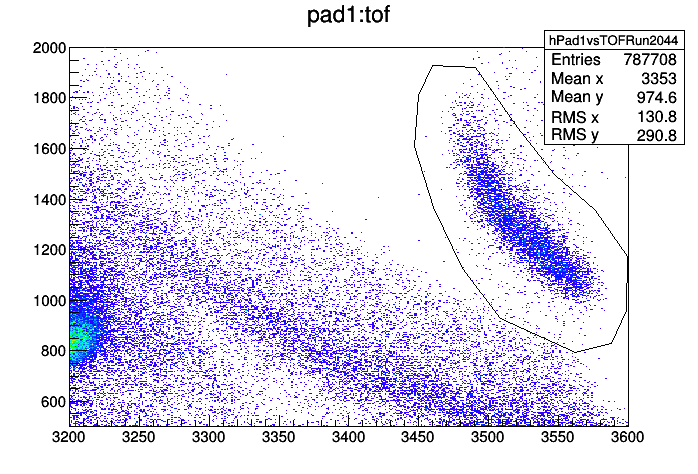 pad1:tof
hPad1vsTOFRun2044
Entries 787708
Mean x 3353
Mean y 974.6
RMS x 130.8
RMS y 290.8
2000
1800
1600
1400
1200
1000
800
600
3200 3250 3300 3350 3400 3450 3500 3550 3600